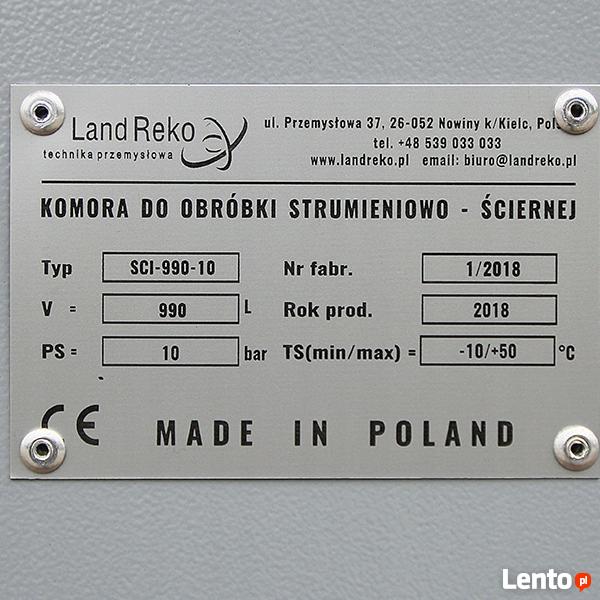 Land Reko
technika przemysłowa
ul. Przemysłowa 37, 26-052 Nowiny k/Kielc,
tel. +48 539 033 033
www.landreko.pl email: biuro@landreko.pl
KOMORA DO OBRÓBKI STRUMIENIOWO - ŚCIERNEJ
Typ SCI-990-10 Nr fabr. 1/2018
V = 990 L Rok prod. 2018
PS = 10 bar TS(min/max) = -10/+50 °C
CE MADE IN POLAND
Lento pl